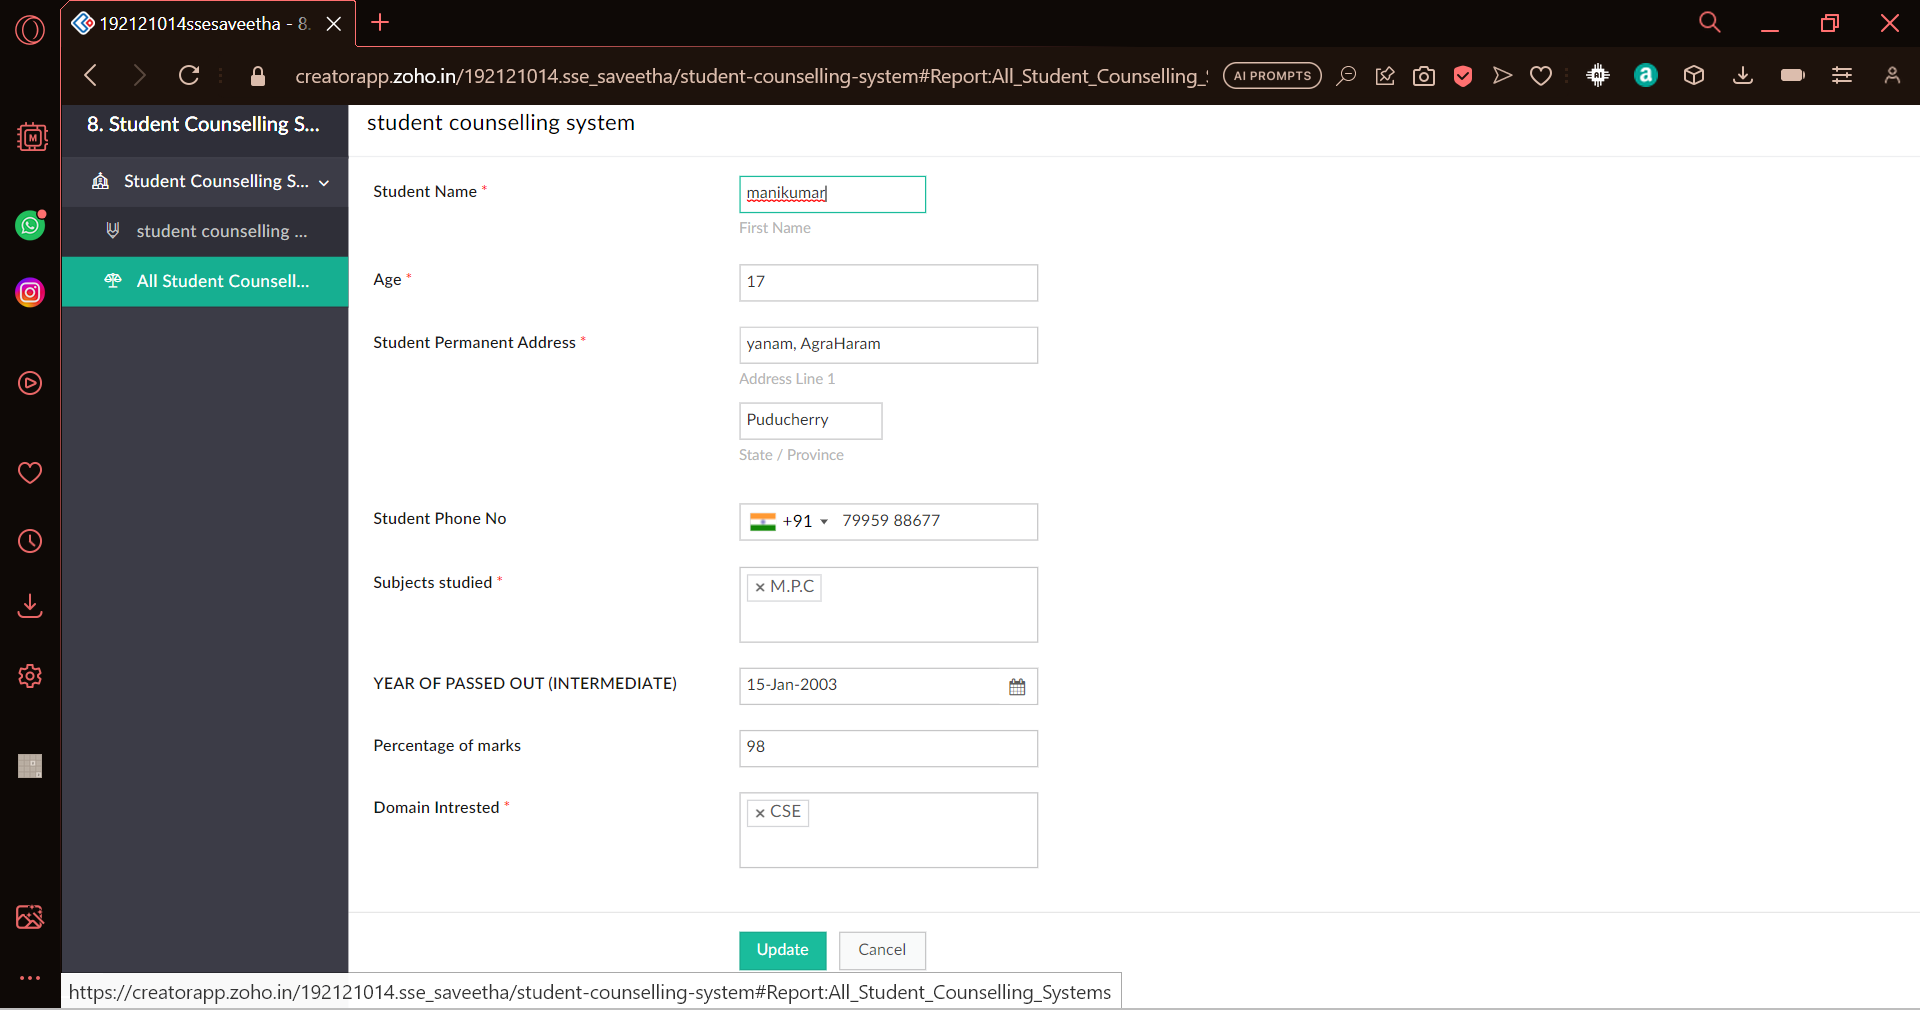 192121014ssesaveetha - 8.
creatorapp.zoho.in/192121014.sse_saveetha/student-counselling-system#Report:All_Student_Counselling_
AI PROMPTS
8. Student Counselling S...
student counselling system
Student Counselling S...
student counselling ...
All Student Counsell...
Student Name *
manikumar
First Name
Age *
17
Student Permanent Address *
yanam, AgraHaram
Address Line 1
Puducherry
State / Province
Student Phone No
+91 79959 88677
Subjects studied *
× M.P.C
YEAR OF PASSED OUT (INTERMEDIATE)
15-Jan-2003
Percentage of marks
98
Domain Intrested *
× CSE
Update
Cancel
https://creatorapp.zoho.in/192121014.sse_saveetha/student-counselling-system#Report:All_Student_Counselling_Systems